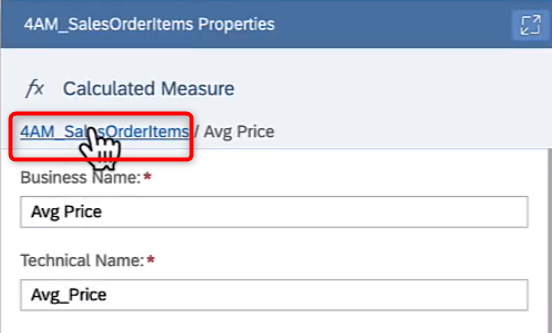 4AM_SalesOrderItems Properties
fx Calculated Measure
4AM_SalesOrderItems / Avg Price
Business Name:*
Avg Price
Technical Name:*
Avg_Price